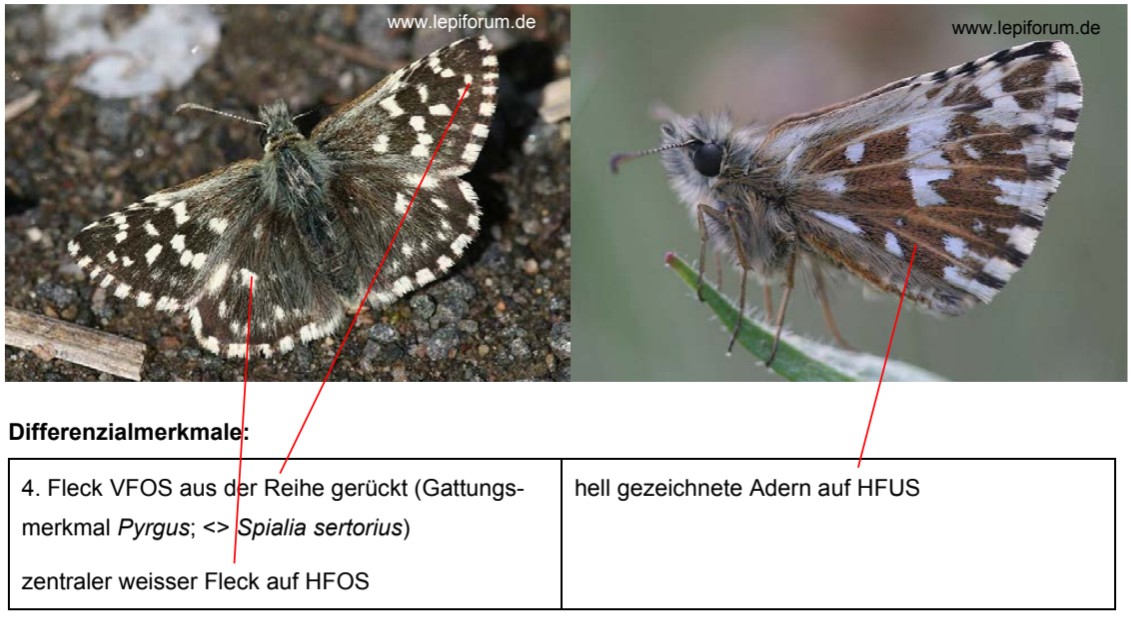 www.lepiforum.de
www.lepiforum.de
Differenzialmerkmale:
4. Fleck VFOS aus der Reihe gerückt (Gattungs-
merkmal Pyrgus; <> Spialia sertorius)
zentraler weisser Fleck auf HFOS
hell gezeichnete Adern auf HFUS